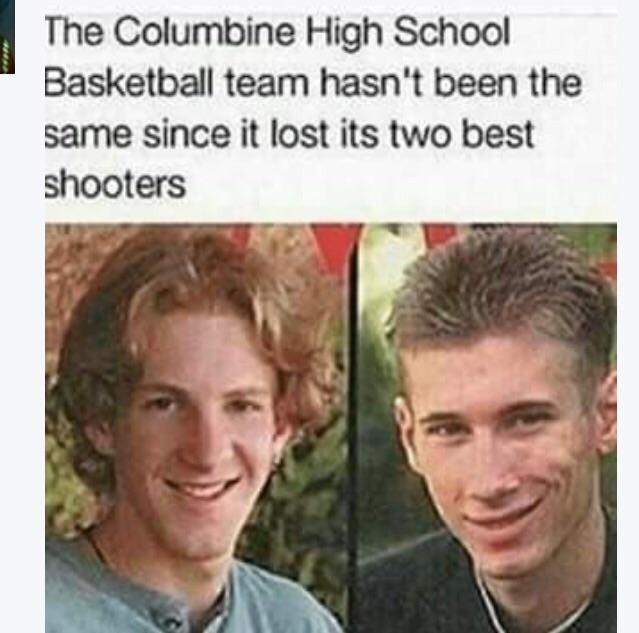 The Columbine High School
Basketball team hasn't been the
same since it lost its two best
shooters